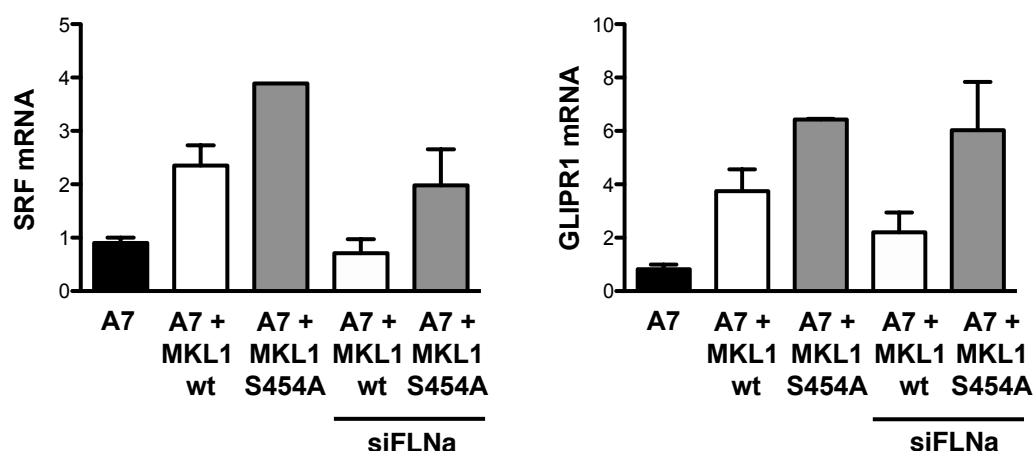 SRF mRNA
5
4
3
2
1
0
A7
A7 +
MKL1
wt
A7 +
MKL1
S454A
A7 +
MKL1
wt
A7 +
MKL1
S454A
siFLNa
GLIPR1 mRNA
10
8
6
4
2
0
A7
A7 +
MKL1
wt
A7 +
MKL1
S454A
A7 +
MKL1
wt
A7 +
MKL1
S454A
siFLNa